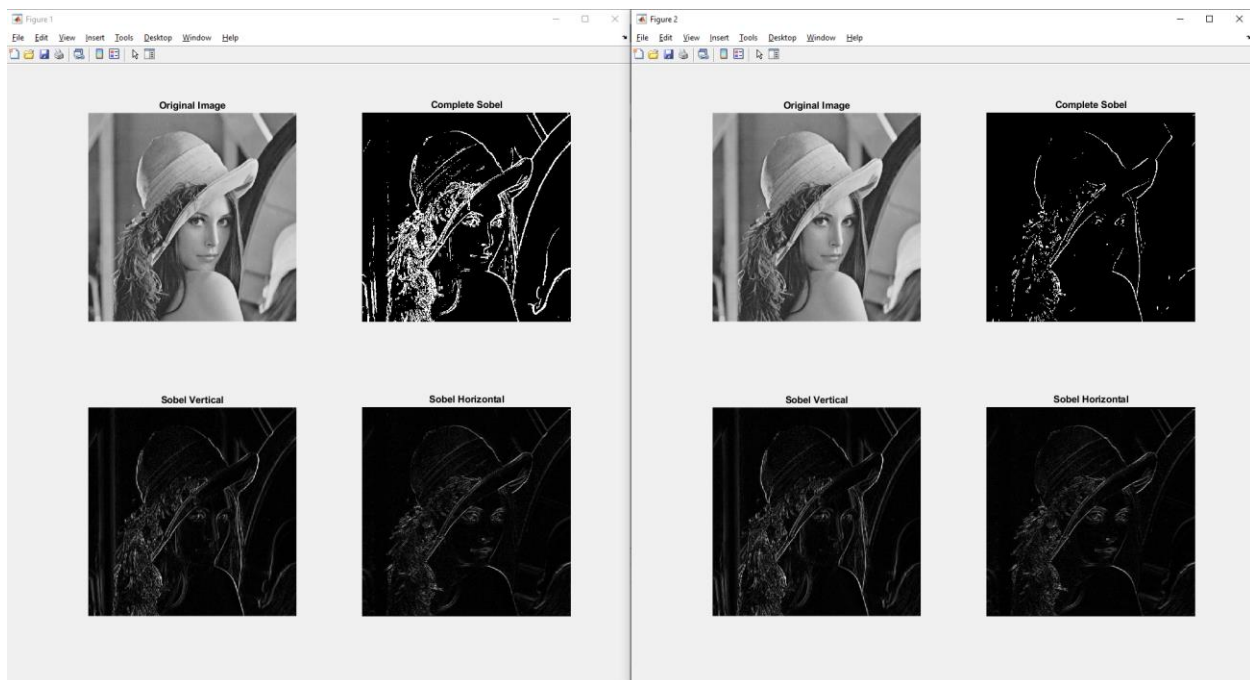 Figure 1
File Edit View Insert Tools Desktop Window Help
Original Image
Complete Sobel
Sobel Vertical
Sobel Horizontal
Figure 2
File Edit View Insert Tools Desktop Window Help
Original Image
Complete Sobel
Sobel Vertical
Sobel Horizontal